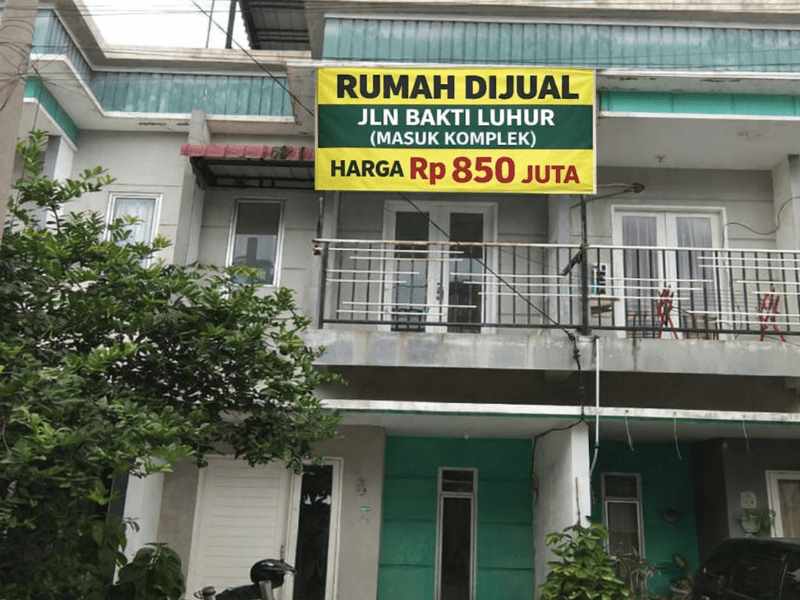 RUMAH DIJUAL
JLN BAKTI LUHUR
(MASUK KOMPLEK)
HARGA Rp 850 JUTA